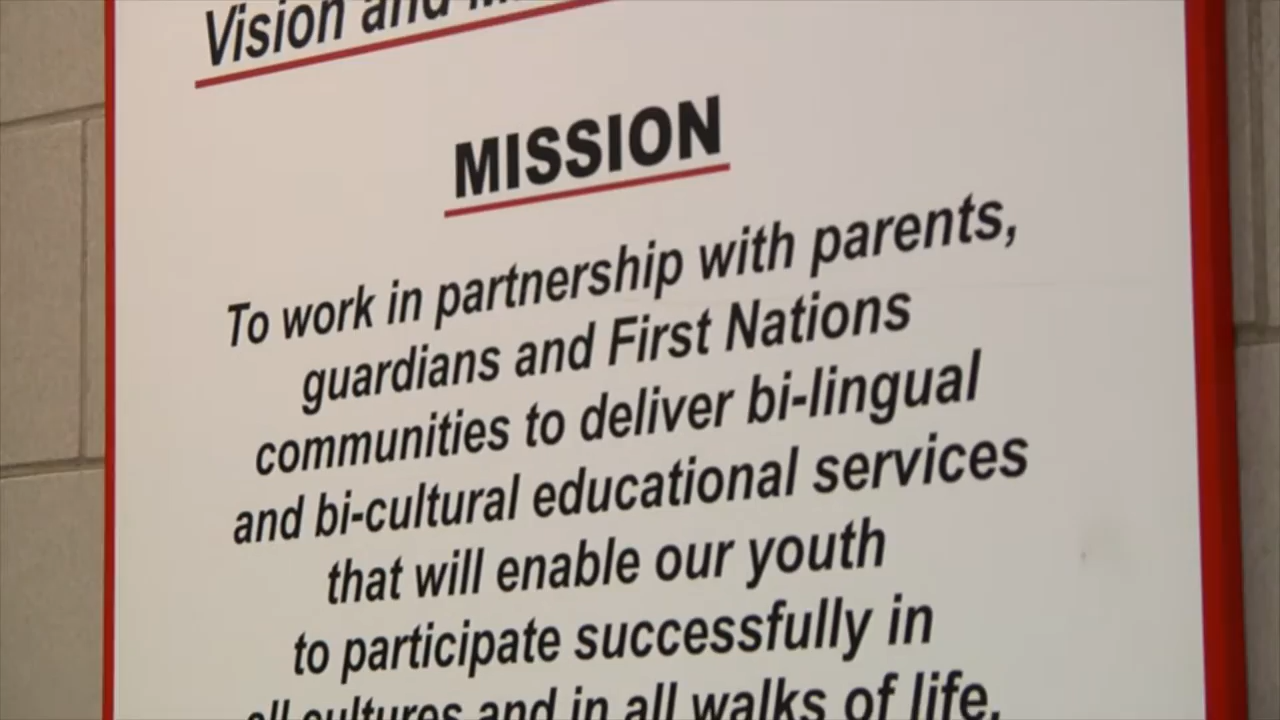 Vision and
MISSION
To work in partnership with parents,
guardians and First Nations
communities to deliver bi-lingual
and bi-cultural educational services
that will enable our youth
to participate successfully in
all cultures and in all walks of life.